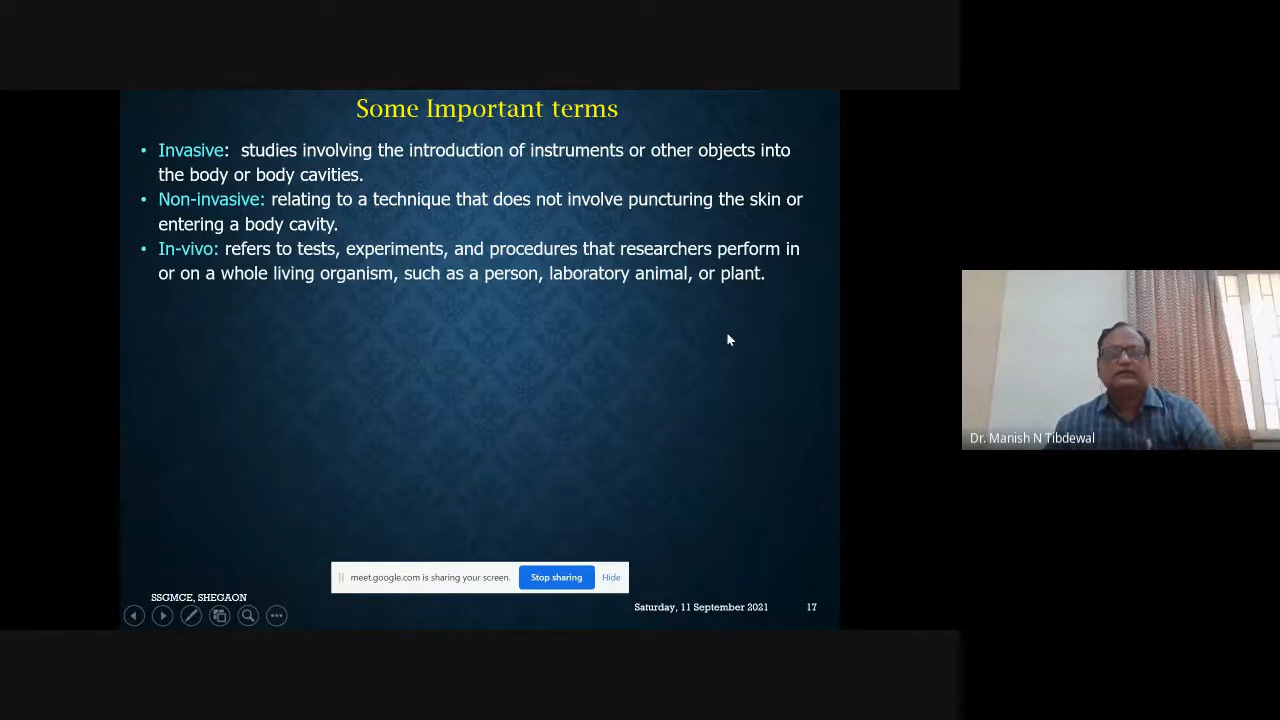 Some Important terms
• Invasive: studies involving the introduction of instruments or other objects into
the body or body cavities.
• Non-invasive: relating to a technique that does not involve puncturing the skin or
entering a body cavity.
• In-vivo: refers to tests, experiments, and procedures that researchers perform in
or on a whole living organism, such as a person, laboratory animal, or plant.
Dr. Manish N Tibdewal
meet.google.com is sharing your screen. Stop sharing Hide
SSGMCE, SHEGAON
Saturday, 11 September 2021 17